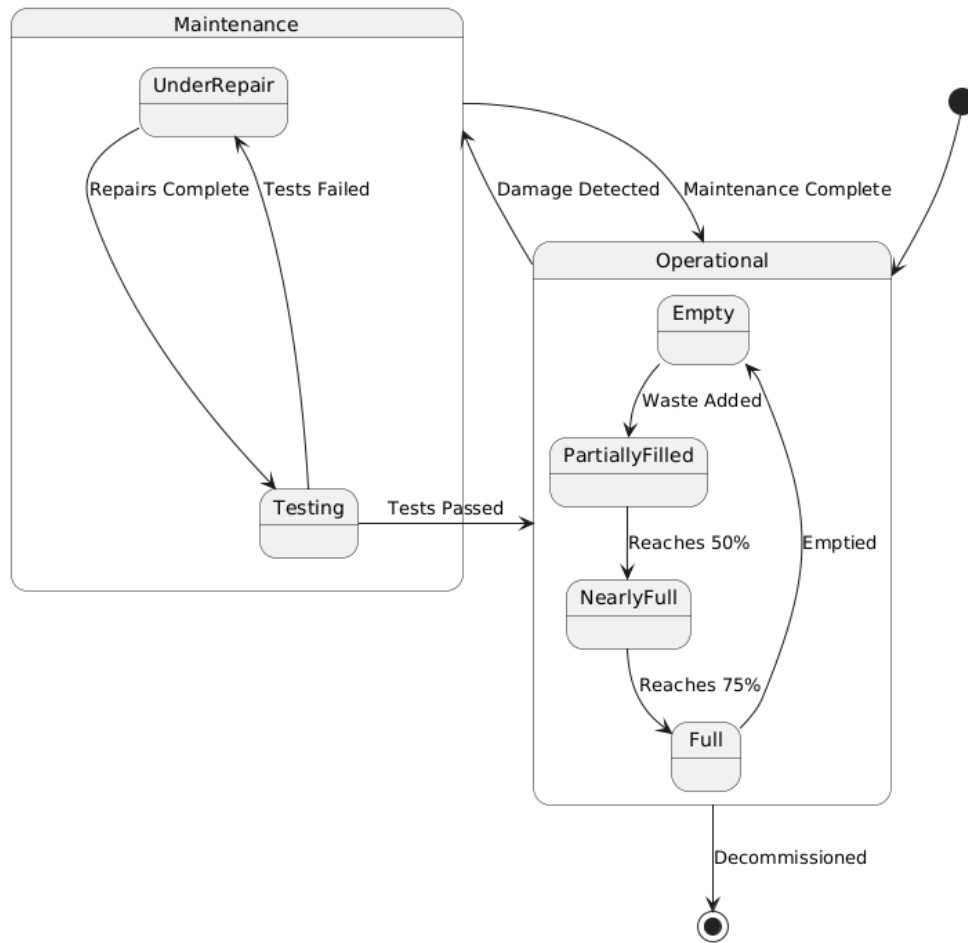 Maintenance
UnderRepair
Repairs Complete
Tests Failed
Damage Detected
Maintenance Complete
Operational
Empty
Waste Added
PartiallyFilled
Testing
Tests Passed
Reaches 50%
Emptied
NearlyFull
Reaches 75%
Full
Decommissioned